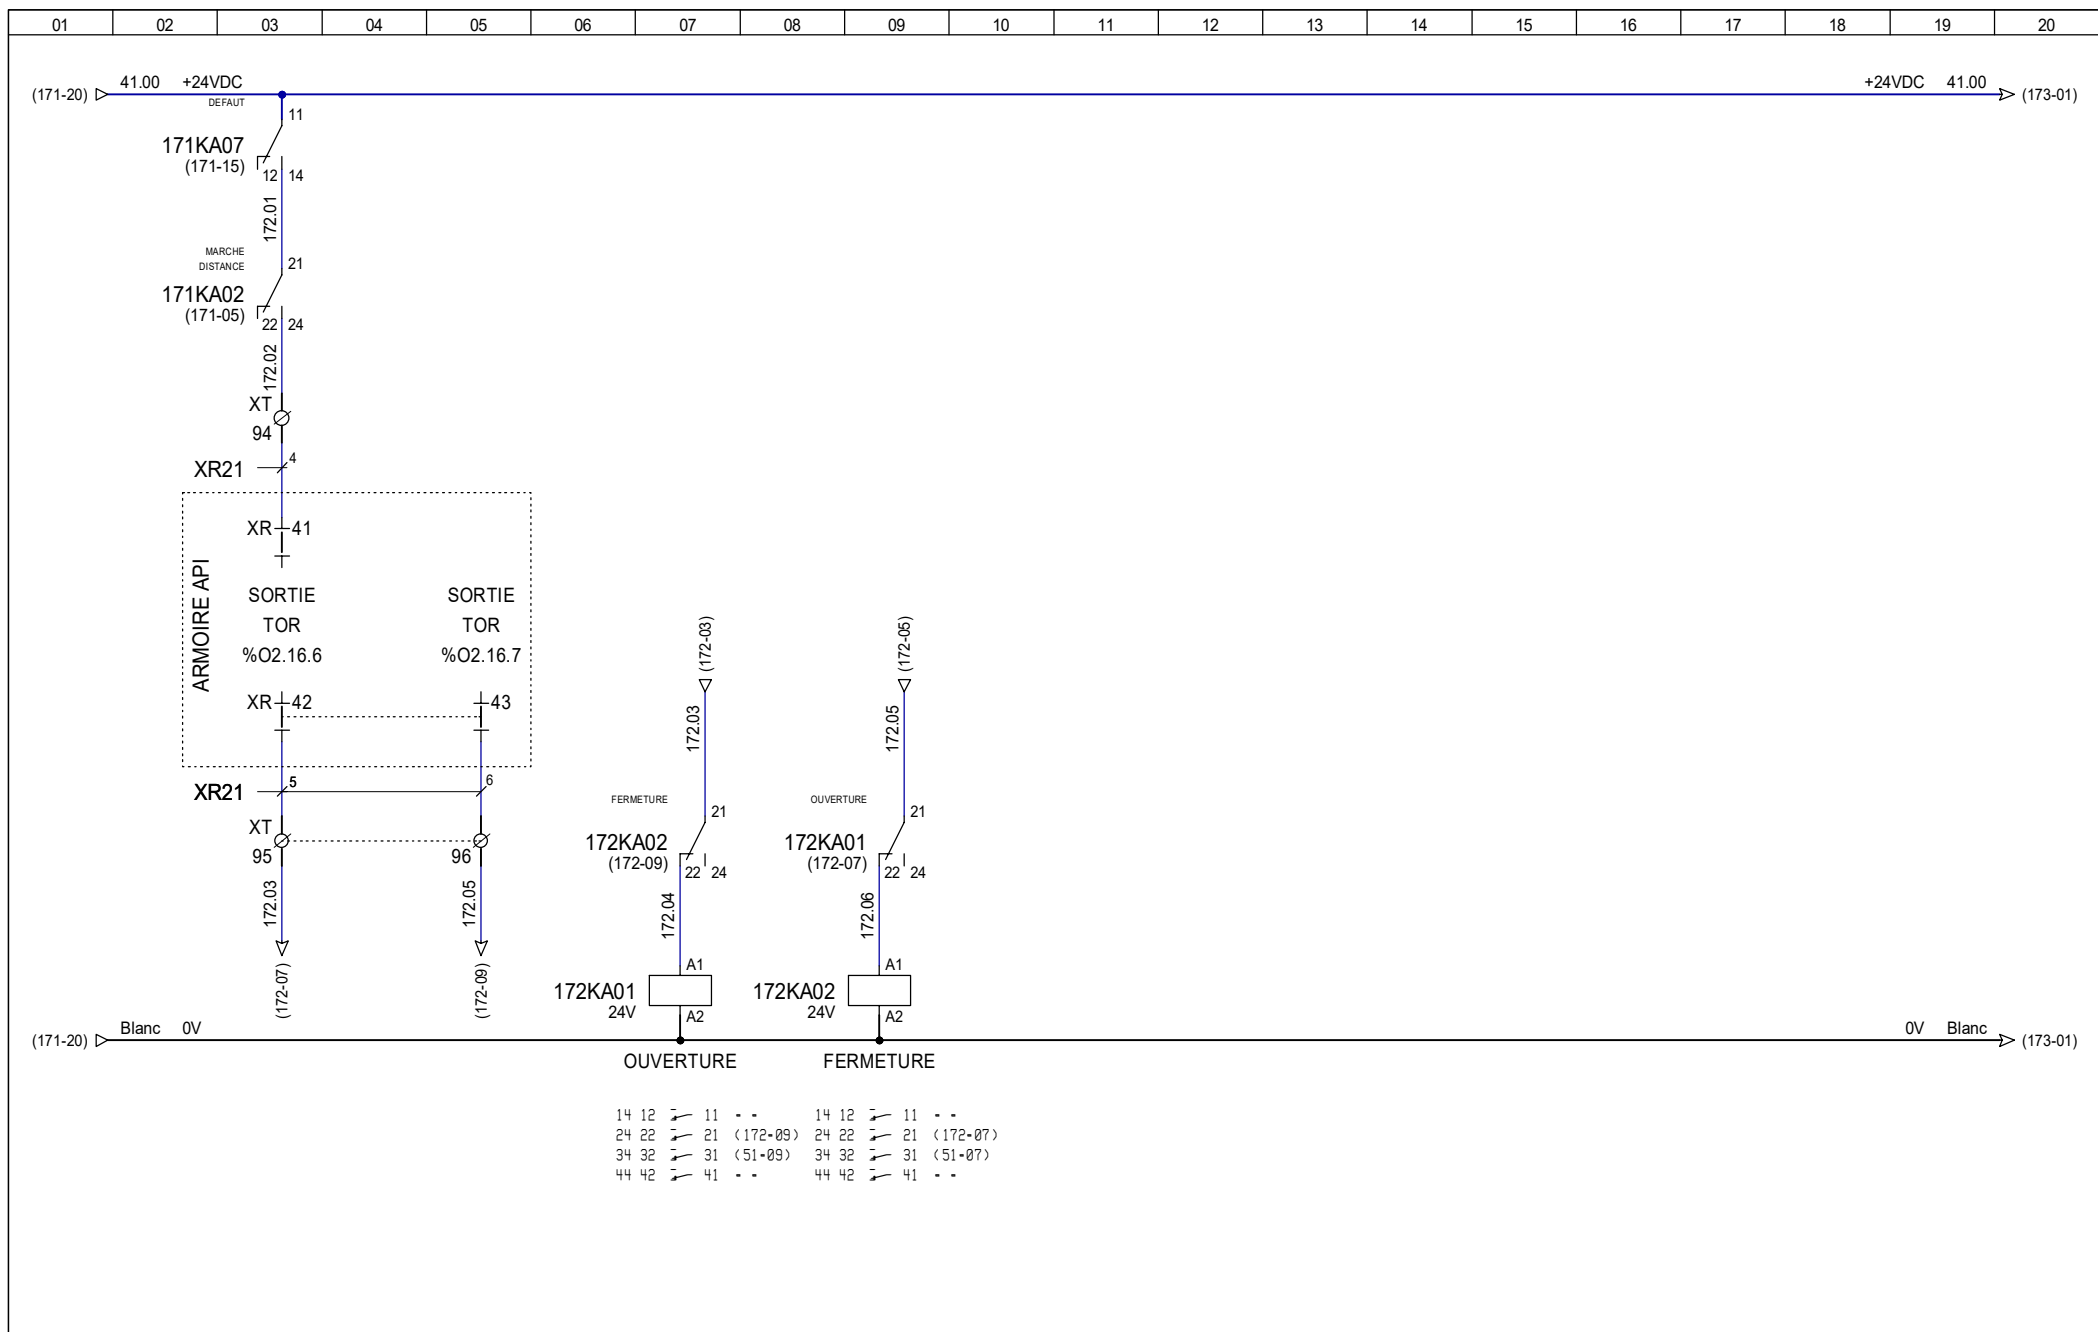 01 02 03 04 05 06 07 08 09 10 11 12 13 14 15 16 17 18 19 20
41.00 +24VDC
+24VDC 41.00
(171-20)
(173-01)
DEFAUT
11
171KA07
(171-15)
12 14
172.01
MARCHE
DISTANCE
21
171KA02
(171-05)
22 24
172.02
XT
94
4
XR21
ARMOIRE API
XR 41
SORTIE
TOR
%O2.16.6
SORTIE
TOR
%O2.16.7
XR 42
43
5
6
XR21
XT
95
96
172.03
172.05
(172-07)
(172-09)
(172-03)
172.03
FERMETURE
21
172KA02
(172-09)
22 24
172.04
A1
172KA01
24V
A2
(172-05)
172.05
OUVERTURE
21
172KA01
(172-07)
22 24
172.06
A1
172KA02
24V
A2
Blanc 0V
0V Blanc
(171-20)
(173-01)
OUVERTURE
FERMETURE
14 12 11 - -
24 22 21 (172-09)
34 32 31 (51-09)
44 42 41 - -
14 12 11 - -
24 22 21 (172-07)
34 32 31 (51-07)
44 42 41 - -